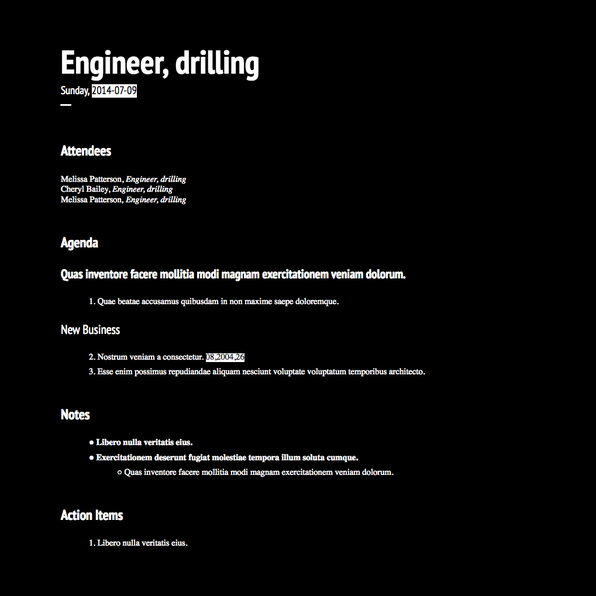 Engineer, drilling
Sunday, 2014-07-09
Attendees
Melissa Patterson, Engineer, drilling
Cheryl Bailey, Engineer, drilling
Melissa Patterson, Engineer, drilling
Agenda
Quas inventore facere mollitia modi magnam exercitationem veniam dolorum.
1. Quae beatae accusamus quibusdam in non maxime saepe doloremque.
New Business
2. Nostrum veniam a consectetur. 08,2004,26
3. Esse enim possimus repudiandae aliquam nesciunt voluptate voluptatum temporibus architecto.
Notes
• Libero nulla veritatis eius.
• Exercitationem deserunt fugiat molestiae tempora illum soluta cumque.
○ Quas inventore facere mollitia modi magnam exercitationem veniam dolorum.
Action Items
1. Libero nulla veritatis eius.